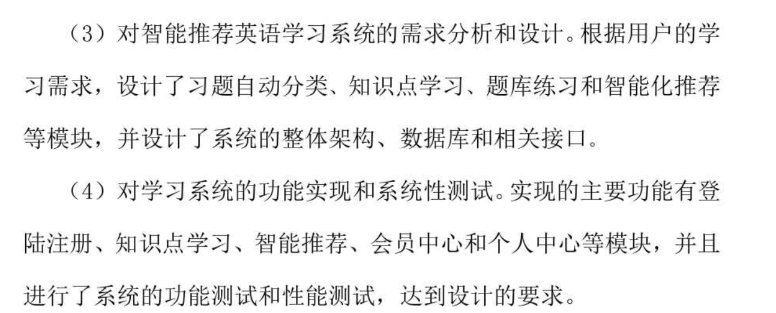 （3）对智能推荐英语学习系统的需求分析和设计。根据用户的学
习需求，设计了习题自动分类、知识点学习、题库练习和智能化推荐
等模块，并设计了系统的整体架构、数据库和相关接口。
（4）对学习系统的功能实现和系统性测试。实现的主要功能有登
陆注册、知识点学习、智能推荐、会员中心和个人中心等模块，并且
进行了系统的功能测试和性能测试，达到设计的要求。